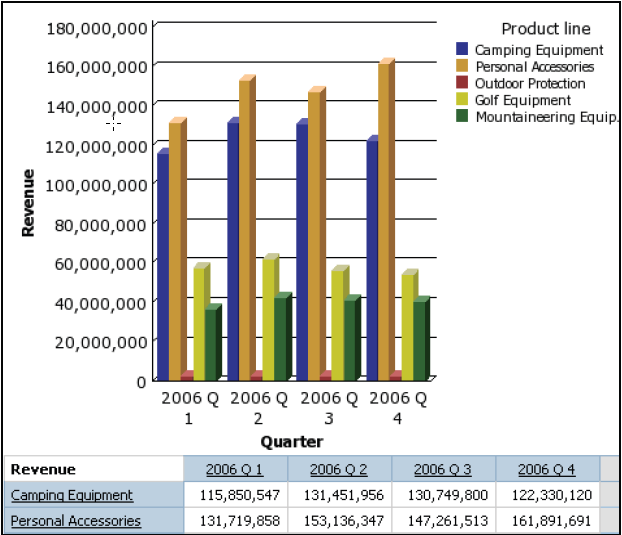 180,000,000
160,000,000
140,000,000
120,000,000
100,000,000
80,000,000
60,000,000
40,000,000
20,000,000
0
Revenue
2006 Q 1
2006 Q 2
2006 Q 3
2006 Q 4
Quarter
Product line
Camping Equipment
Personal Accessories
Outdoor Protection
Golf Equipment
Mountaineering Equip.
Revenue 2006 Q 1 2006 Q 2 2006 Q 3 2006 Q 4
Camping Equipment 115,850,547 131,451,956 130,749,800 122,330,120
Personal Accessories 131,719,858 153,136,347 147,261,513 161,891,691